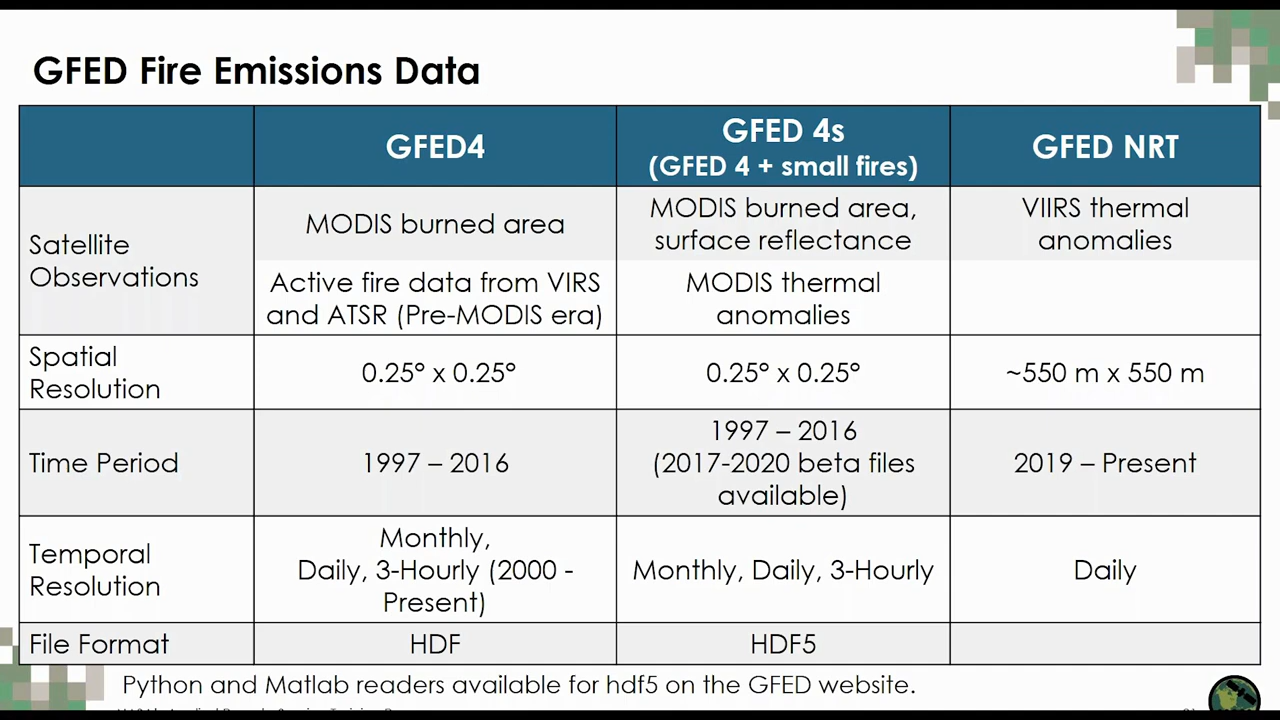 GFED Fire Emissions Data
GFED4
GFED 4s
(GFED 4 + small fires)
GFED NRT
Satellite
Observations
MODIS burned area
MODIS burned area,
surface reflectance
VIIRS thermal
anomalies
Active fire data from VIRS
and ATSR (Pre-MODIS era)
MODIS thermal
anomalies
Spatial
Resolution
0.25° x 0.25°
0.25° x 0.25°
~550 m x 550 m
Time Period
1997 – 2016
1997 – 2016
(2017-2020 beta files
available)
2019 – Present
Temporal
Resolution
Monthly,
Daily, 3-Hourly (2000 -
Present)
Monthly, Daily, 3-Hourly
Daily
File Format
HDF
HDF5
Python and Matlab readers available for hdf5 on the GFED website.